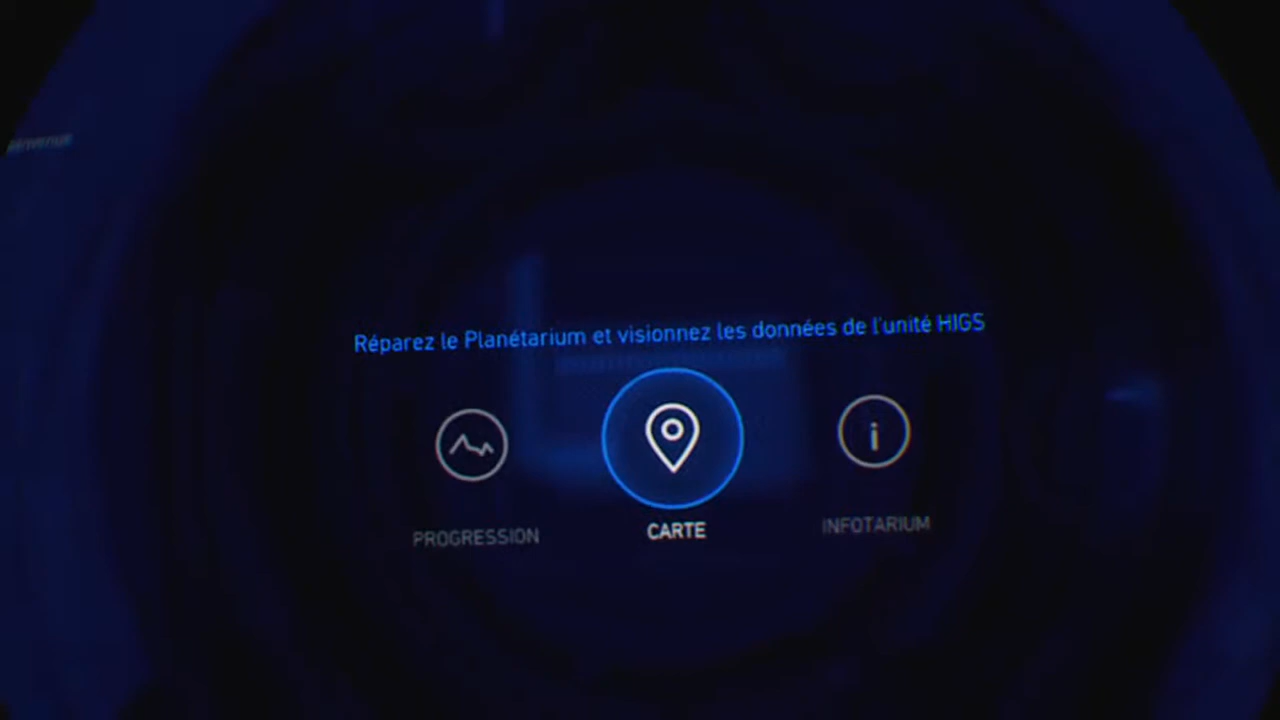 Réparez le Planétarium et visionnez les données de l'unité HIGS
PROGRESSION
CARTE
INFOTARIUM